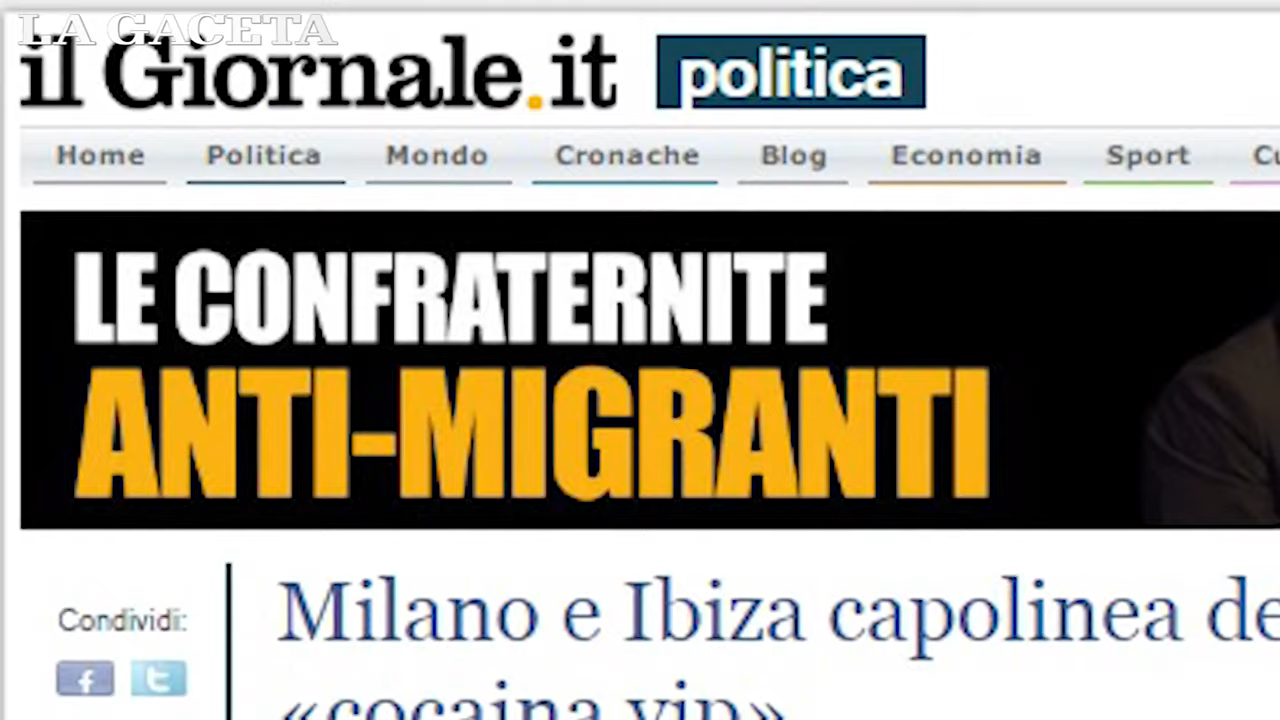 LA GACETA
il Giornale.it politica
Home Politica Mondo Cronache Blog Economia Sport
LE CONFRATERNITE
ANTI-MIGRANTI
Condividi:
Milano e Ibiza capolinea
«cocaina vip»